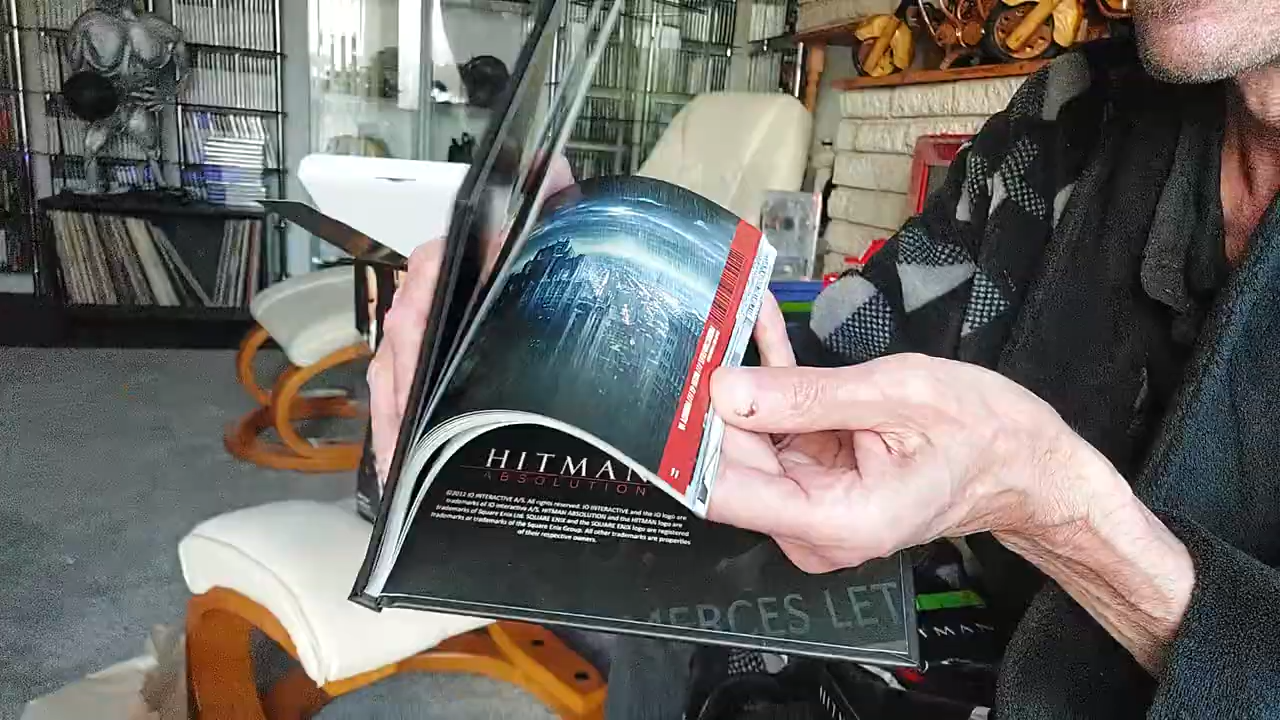 HITMAN
ABSOLUTION
©2012 IO INTERACTIVE A/S. All rights reserved. IO INTERACTIVE and the IO logo are
trademarks of IO Interactive A/S. HITMAN ABSOLUTION and the HITMAN logo are
trademarks of Square Enix Ltd. SQUARE ENIX and the SQUARE ENIX logo are registered
trademarks or trademarks of the Square Enix Group. All other trademarks are properties
of their respective owners.
MERCES LET
11